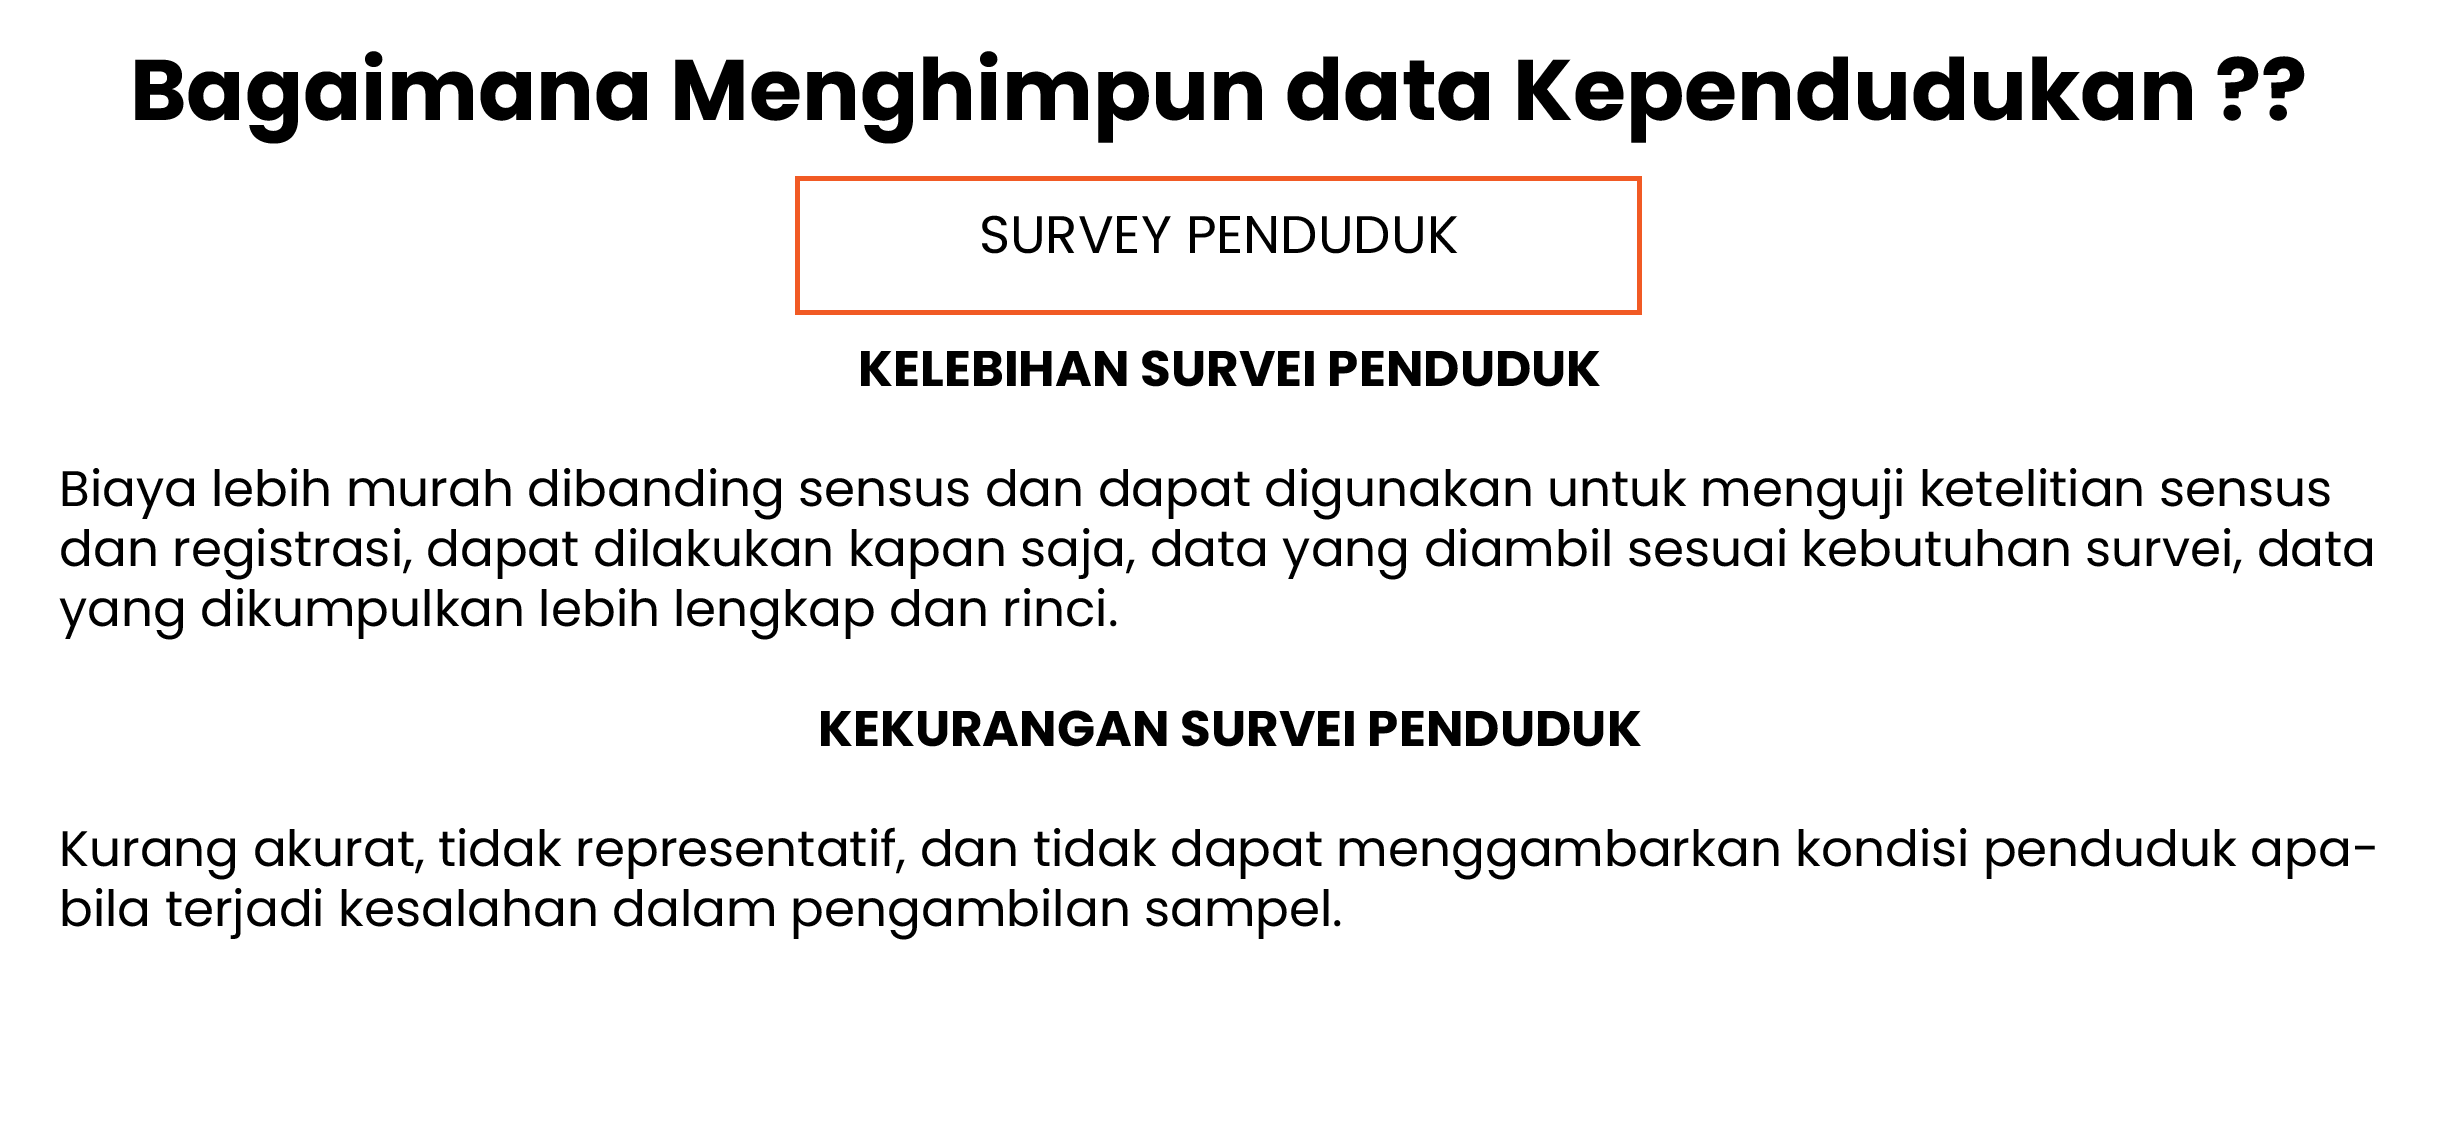 Bagaimana Menghimpun data Kependudukan ??
SURVEY PENDUDUK
KELEBIHAN SURVEI PENDUDUK
Biaya lebih murah dibanding sensus dan dapat digunakan untuk menguji ketelitian sensus
dan registrasi, dapat dilakukan kapan saja, data yang diambil sesuai kebutuhan survei, data
yang dikumpulkan lebih lengkap dan rinci.
KEKURANGAN SURVEI PENDUDUK
Kurang akurat, tidak representatif, dan tidak dapat menggambarkan kondisi penduduk apa-
bila terjadi kesalahan dalam pengambilan sampel.